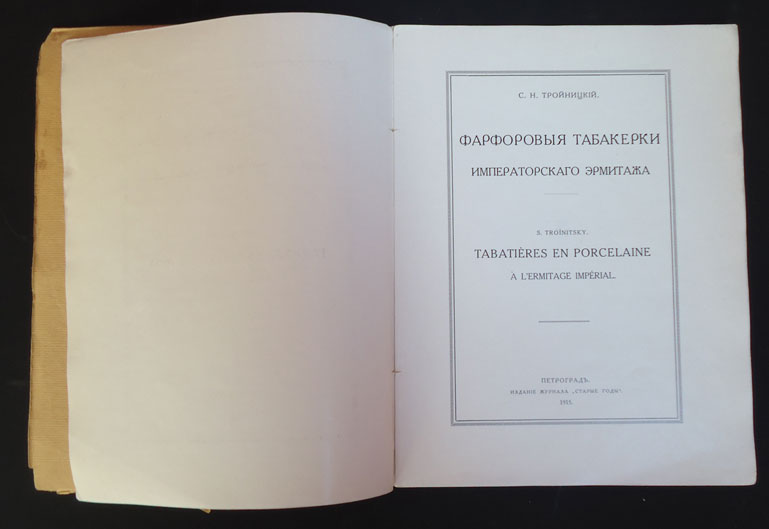 С. Н. ТРОЙНИЦКІЙ.
ФАРФОРОВЫЯ ТАБАКЕРКИ
ИМПЕРАТОРСКАГО ЭРМИТАЖА
S. TROÏNITSKY.
TABATIÈRES EN PORCELAINE
À L'ERMITAGE IMPÉRIAL.
ПЕТРОГРАДЪ.
ИЗДАНІЕ ЖУРНАЛА „СТАРЫЕ ГОДЫ".